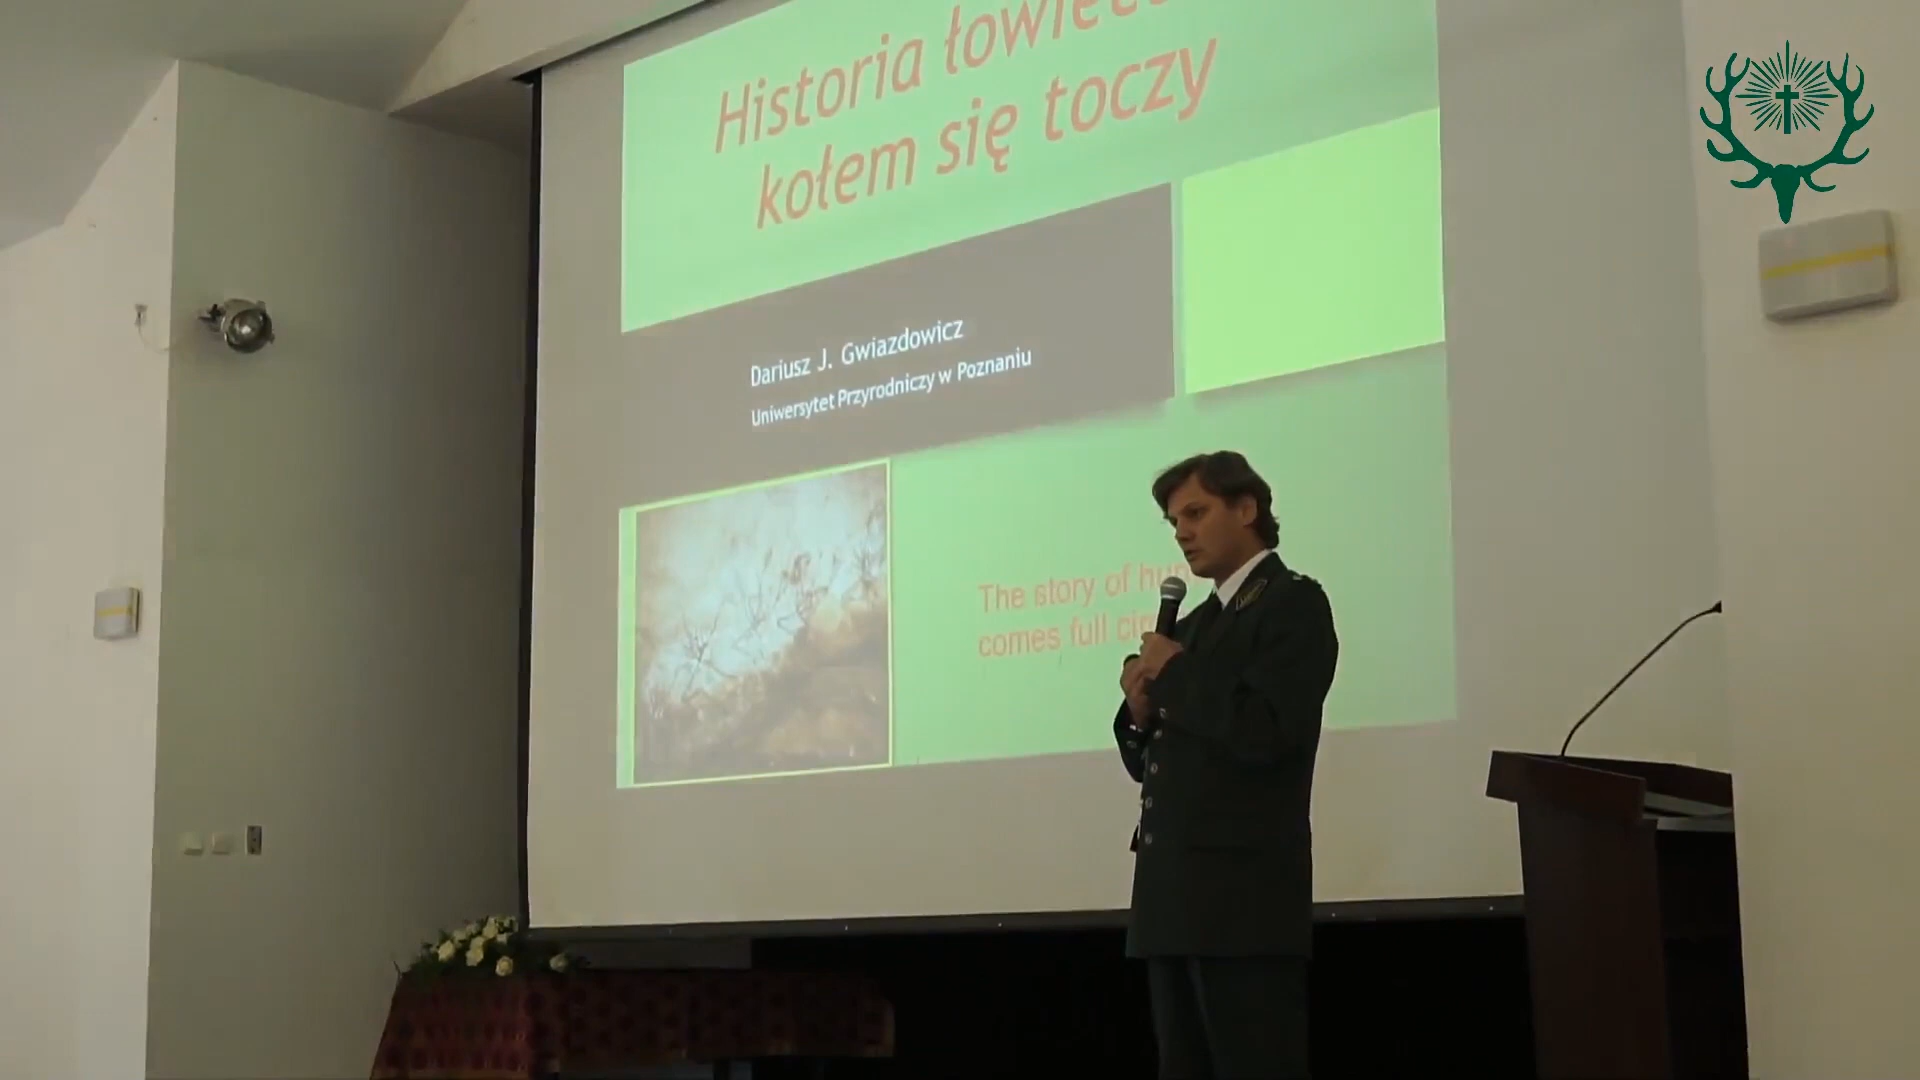 Historia
kołem się toczy
Dariusz J. Gwiazdowicz
Uniwersytet Przyrodniczy w Poznaniu
The story of
comes full